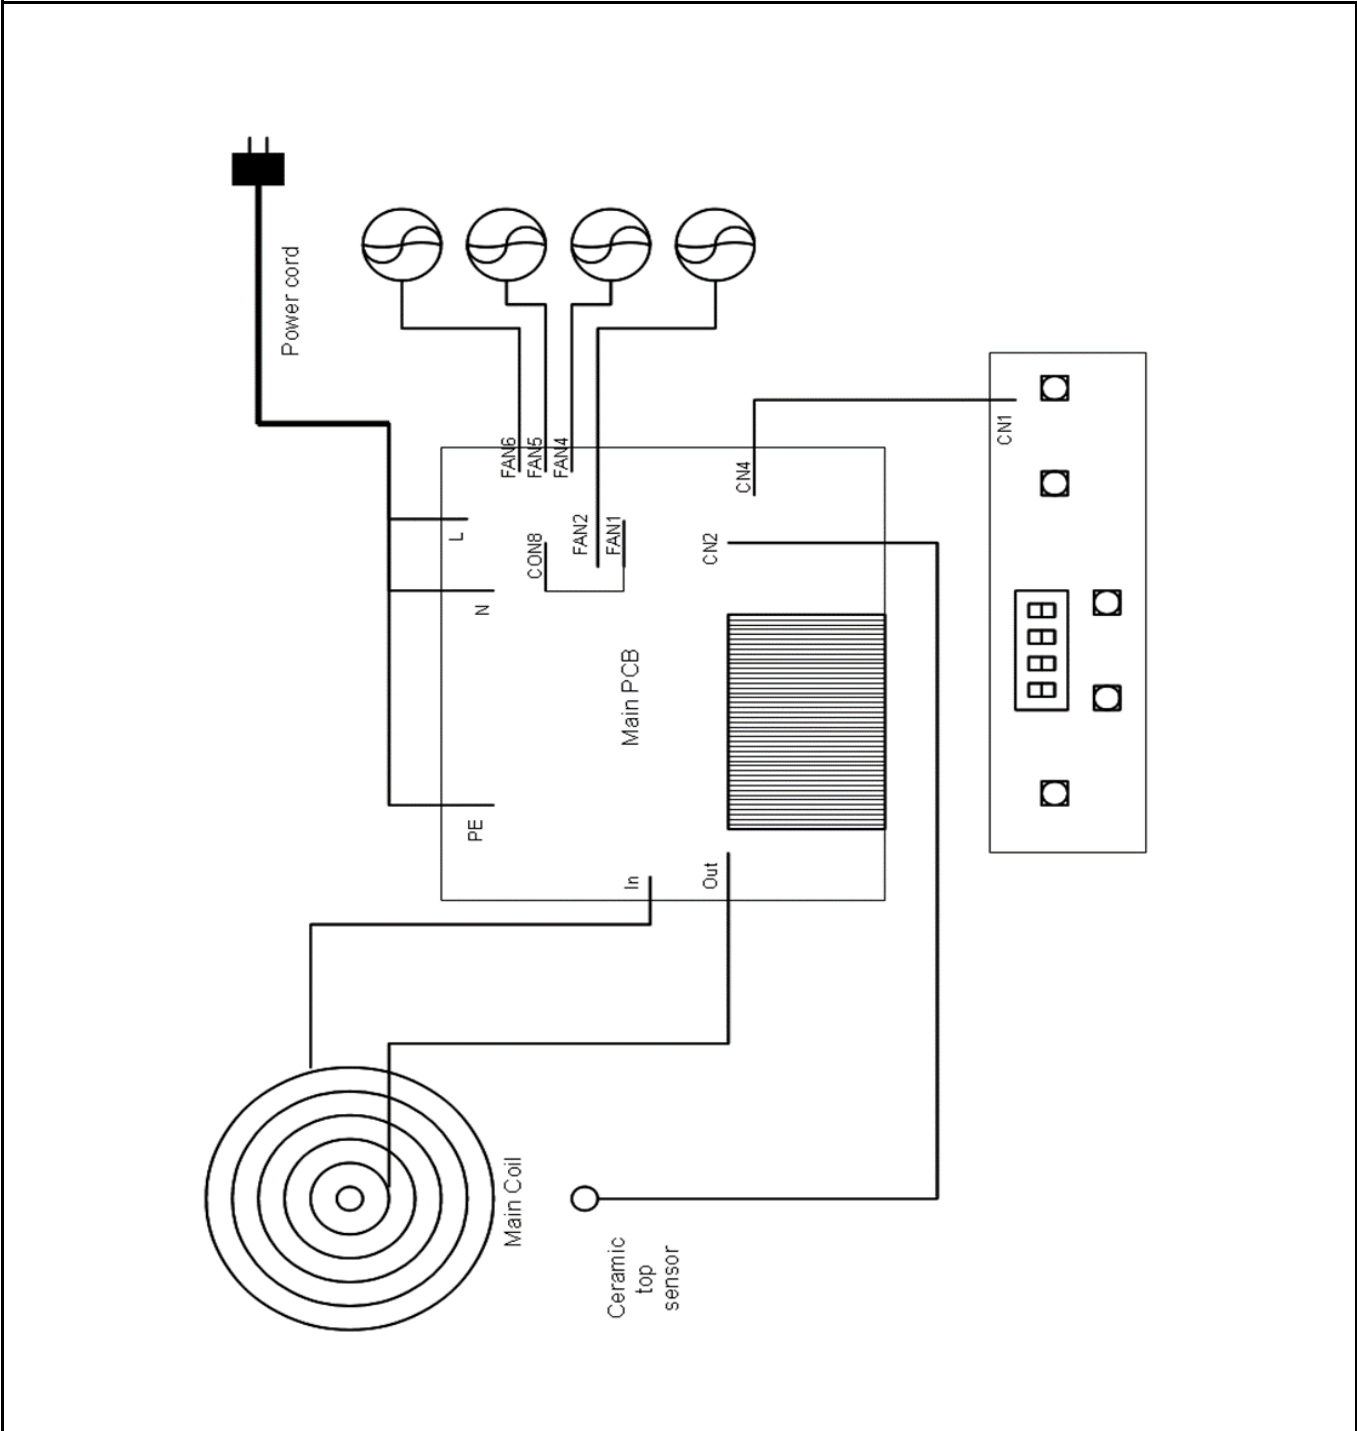 Power cord
FAN6
FAN5
FAN4
CN1
CN4
L
CON8
FAN2
FAN1
CN2
N
Main PCB
PE
In
Out
Main Coil
Ceramic
top
sensor